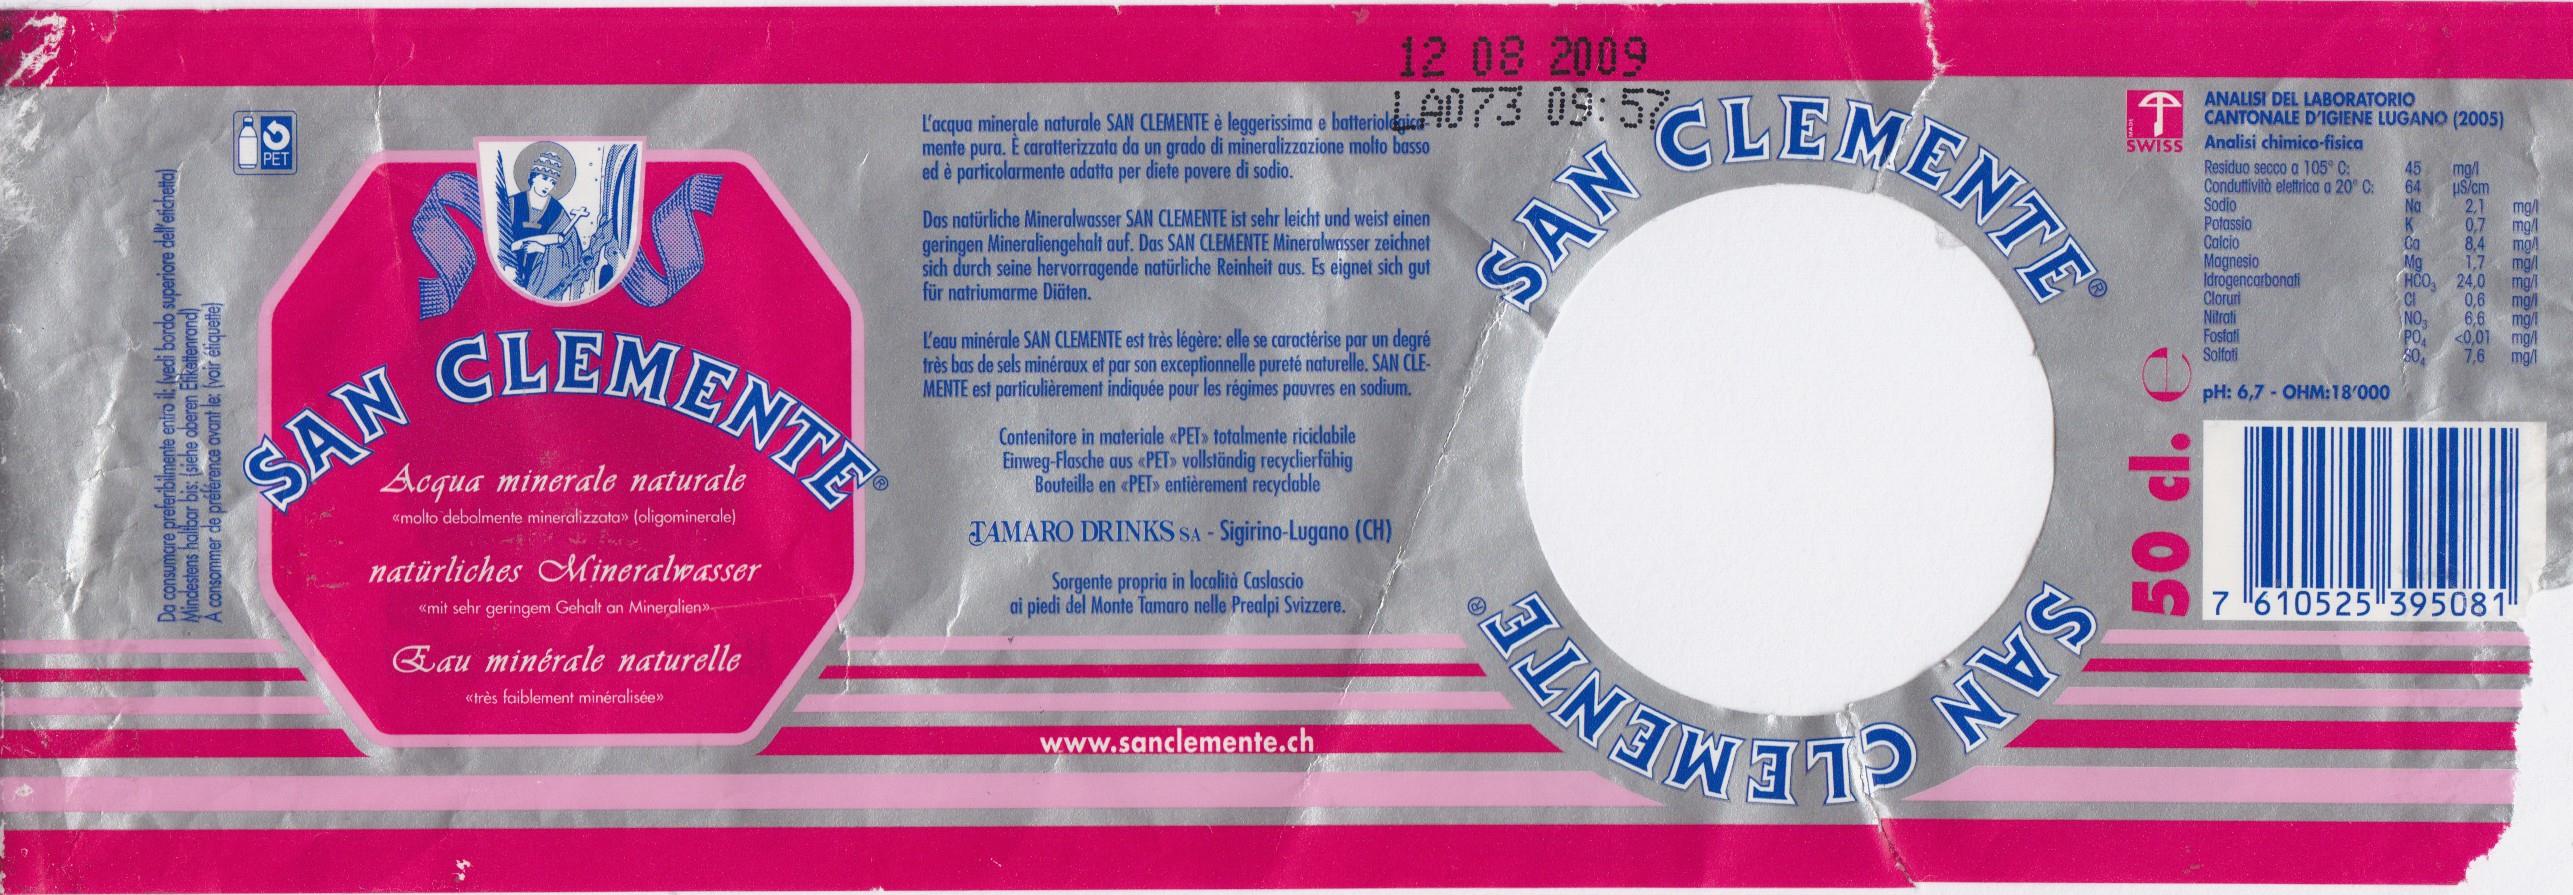 12 08 2009
LA073 09:57
PET
Da consumare preferibilmente entro il: (vedi bordo superiore dell'etichetta)
Mindestens haltbar bis: (siehe oberen Etikettenrand)
A consommer de préférence avant le: (voir étiquette)
SAN CLEMENTE®
Acqua minerale naturale
«molto debolmente mineralizzata» (oligominerale)
natürliches Mineralwasser
«mit sehr geringem Gehalt an Mineralien»
Eau minérale naturelle
«très faiblement minéralisée»
L'acqua minerale naturale SAN CLEMENTE è leggerissima e batteriologica-
mente pura. È caratterizzata da un grado di mineralizzazione molto basso
ed è particolarmente adatta per diete povere di sodio.
Das natürliche Mineralwasser SAN CLEMENTE ist sehr leicht und weist einen
geringen Mineraliengehalt auf. Das SAN CLEMENTE Mineralwasser zeichnet
sich durch seine hervorragende natürliche Reinheit aus. Es eignet sich gut
für natriumarme Diäten.
L'eau minérale SAN CLEMENTE est très légère: elle se caractérise par un degré
très bas de sels minéraux et par son exceptionnelle pureté naturelle. SAN CLE-
MENTE est particulièrement indiquée pour les régimes pauvres en sodium.
Contenitore in materiale «PET» totalmente riciclabile
Einweg-Flasche aus «PET» vollständig recyclierfähig
Bouteille en «PET» entièrement recyclable
TAMARO DRINKS SA - Sigirino-Lugano (CH)
Sorgente propria in località Caslascio
ai piedi del Monte Tamaro nelle Prealpi Svizzere.
www.sanclemente.ch
SAN CLEMENTE®
SAN CLEMENTE®
MADE
SWISS
50 cl. e
ANALISI DEL LABORATORIO
CANTONALE D'IGIENE LUGANO (2005)
Analisi chimico-fisica
Residuo secco a 105° C: 45 mg/l
Conduttività elettrica a 20° C: 64 µS/cm
Sodio Na 2,1 mg/l
Potassio K 0,7 mg/l
Calcio Ca 8,4 mg/l
Magnesio Mg 1,7 mg/l
Idrogencarbonati HCO3 24,0 mg/l
Cloruri Cl 0,6 mg/l
Nitrati NO3 6,6 mg/l
Fosfati PO4 <0,01 mg/l
Solfati SO4 7,6 mg/l
pH: 6,7 - OHM:18'000
7 610525 395081